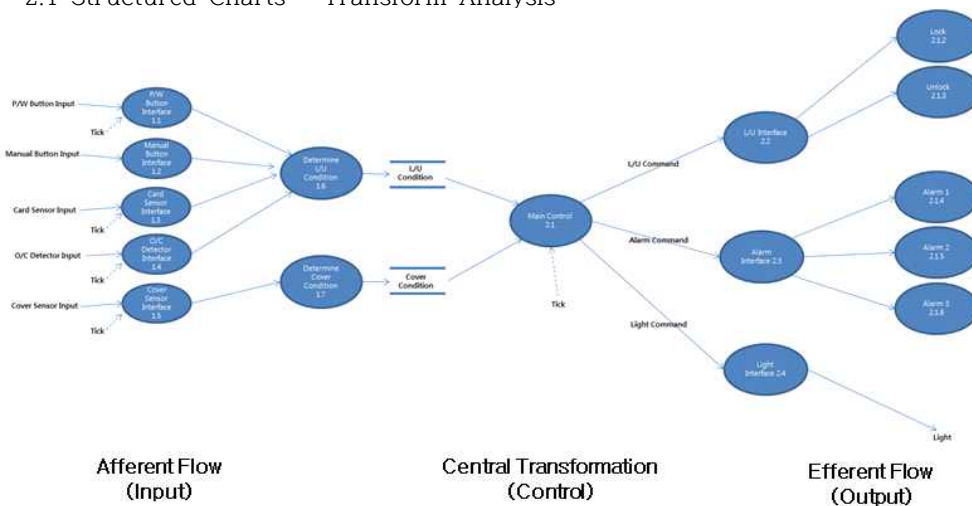 2.1 Structured Charts - Transform Analysis
P/W Button Input
P/W
Button
Interface
1.1
Tick
Manual Button Input
Manual
Button
Interface
1.2
Card Sensor Input
Card
Sensor
Interface
1.3
Tick
O/C Detector Input
O/C
Detector
Interface
1.4
Tick
Cover Sensor Input
Cover
Sensor
Interface
1.5
Tick
Determine
L/U
Condition
1.6
Determine
Cover
Condition
1.7
L/U
Condition
Cover
Condition
Main Control
2.1
Tick
L/U Command
Alarm Command
Light Command
L/U Interface
2.2
Alarm
Interface 2.3
Light
Interface 2.4
Lock
2.1.2
Unlock
2.1.3
Alarm 1
2.1.4
Alarm 2
2.1.5
Alarm 3
2.1.6
Light
Afferent Flow
(Input)
Central Transformation
(Control)
Efferent Flow
(Output)